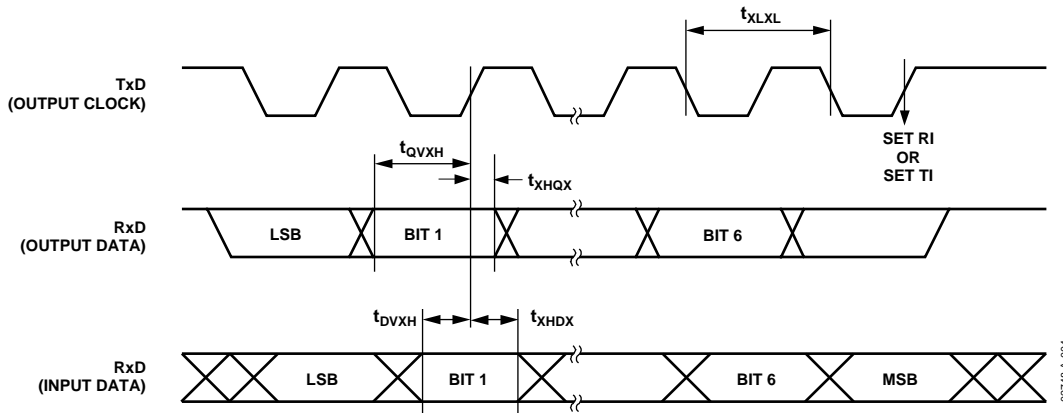 tXLXL
TxD
(OUTPUT CLOCK)
SET RI
OR
SET TI
tQVXH
tXHQX
RxD
(OUTPUT DATA)
LSB
BIT 1
BIT 6
tDVXH
tXHDX
RxD
(INPUT DATA)
LSB
BIT 1
BIT 6
MSB